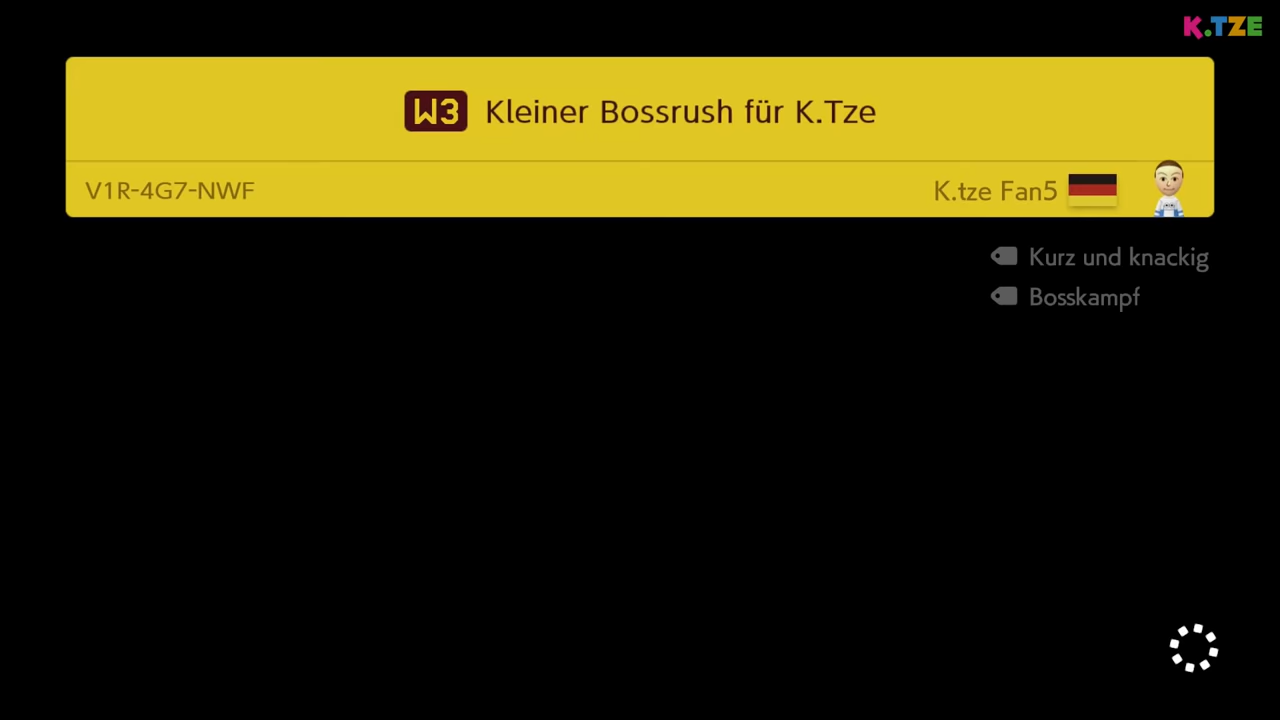 K.TZE
W3 Kleiner Bossrush für K.Tze
V1R-4G7-NWF
K.tze Fan5
Kurz und knackig
Bosskampf